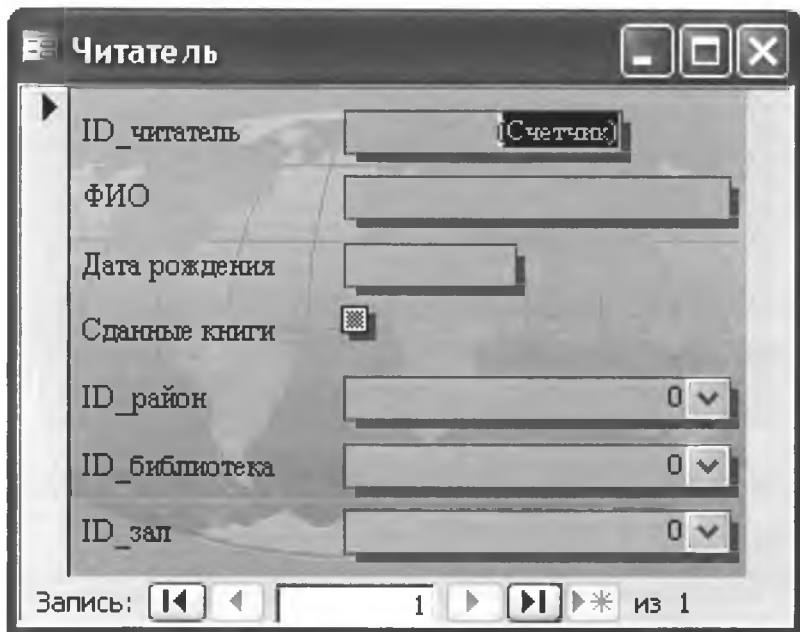 Читатель
ID_читатель (Счетчик)
ФИО
Дата рождения
Сданные книги
ID_район 0
ID_библиотека 0
ID_зал 0
Запись: 1 из 1